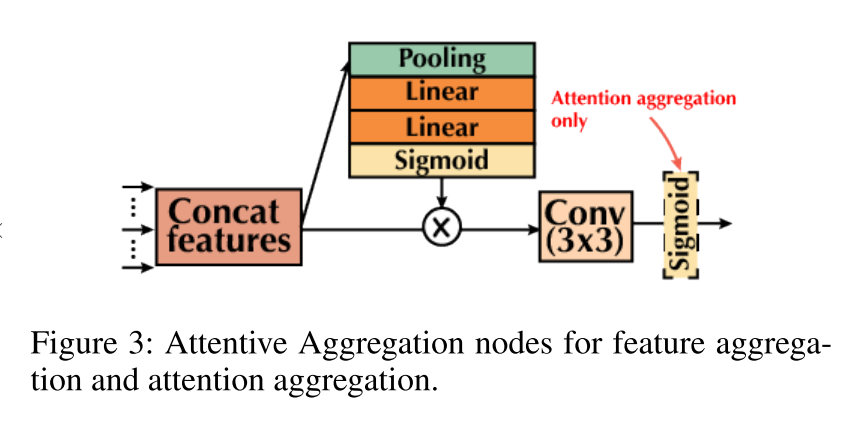 Pooling
Linear
Linear
Sigmoid
Attention aggregation
only
Concat
features
X
Conv
(3x3)
Sigmoid
Figure 3: Attentive Aggregation nodes for feature aggrega-
tion and attention aggregation.